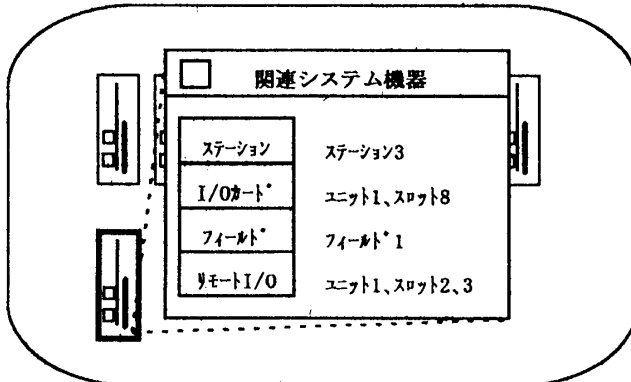 関連システム機器
ｽﾃｰｼｮﾝ ｽﾃｰｼｮﾝ3
I/Oｶｰﾄﾞ ﾕﾆｯﾄ1、ｽﾛｯﾄ8
ﾌｨｰﾙﾄﾞ ﾌｨｰﾙﾄﾞ1
ﾘﾓｰﾄI/O ﾕﾆｯﾄ1、ｽﾛｯﾄ2、3